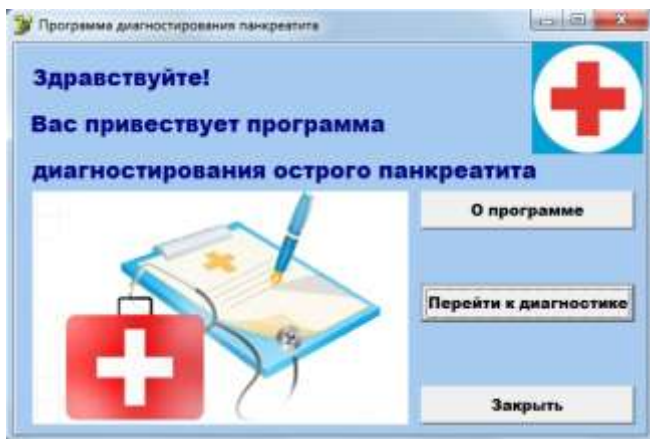 Программа диагностирования панкреатита
Здравствуйте!
Вас привествует программа
диагностирования острого панкреатита
О программе
Перейти к диагностике
Закрыть